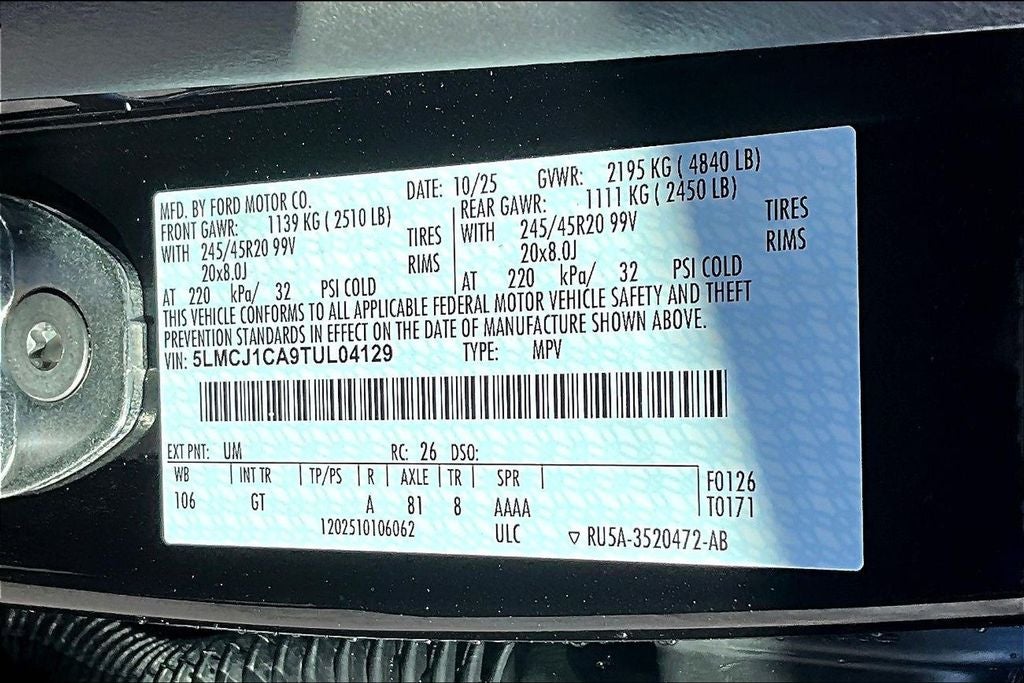 MFD. BY FORD MOTOR CO. DATE: 10/25 GVWR: 2195 KG ( 4840 LB)
FRONT GAWR: 1139 KG ( 2510 LB) REAR GAWR: 1111 KG ( 2450 LB)
WITH 245/45R20 99V TIRES WITH 245/45R20 99V TIRES
20x8.0J RIMS 20x8.0J RIMS
AT 220 kPa/ 32 PSI COLD AT 220 kPa/ 32 PSI COLD
THIS VEHICLE CONFORMS TO ALL APPLICABLE FEDERAL MOTOR VEHICLE SAFETY AND THEFT
PREVENTION STANDARDS IN EFFECT ON THE DATE OF MANUFACTURE SHOWN ABOVE.
VIN: 5LMCJ1CA9TUL04129 TYPE: MPV
EXT PNT: UM RC: 26 DSO:
WB INT TR TP/PS R AXLE TR SPR F0126
106 GT A 81 8 AAAA T0171
1202510106062 ULC ▽ RU5A-3520472-AB